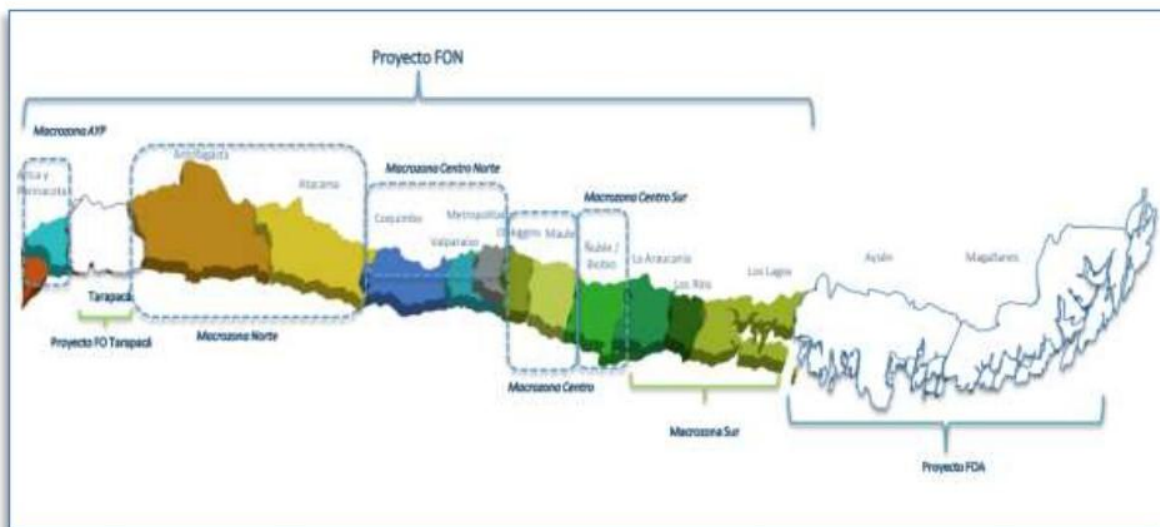 Proyecto FON
Macrozona AYP
Arica y
Parinacota
Antofagasta
Atacama
Macrozona Centro Norte
Coquimbo
Valparaíso
Metropolitana
O'Higgins
Maule
Macrozona Centro Sur
Ñuble /
Biobío
La Araucanía
Los Ríos
Los Lagos
Aysén
Magallanes
Tarapacá
Proyecto FO Tarapacá
Macrozona Norte
Macrozona Centro
Macrozona Sur
Proyecto FOA